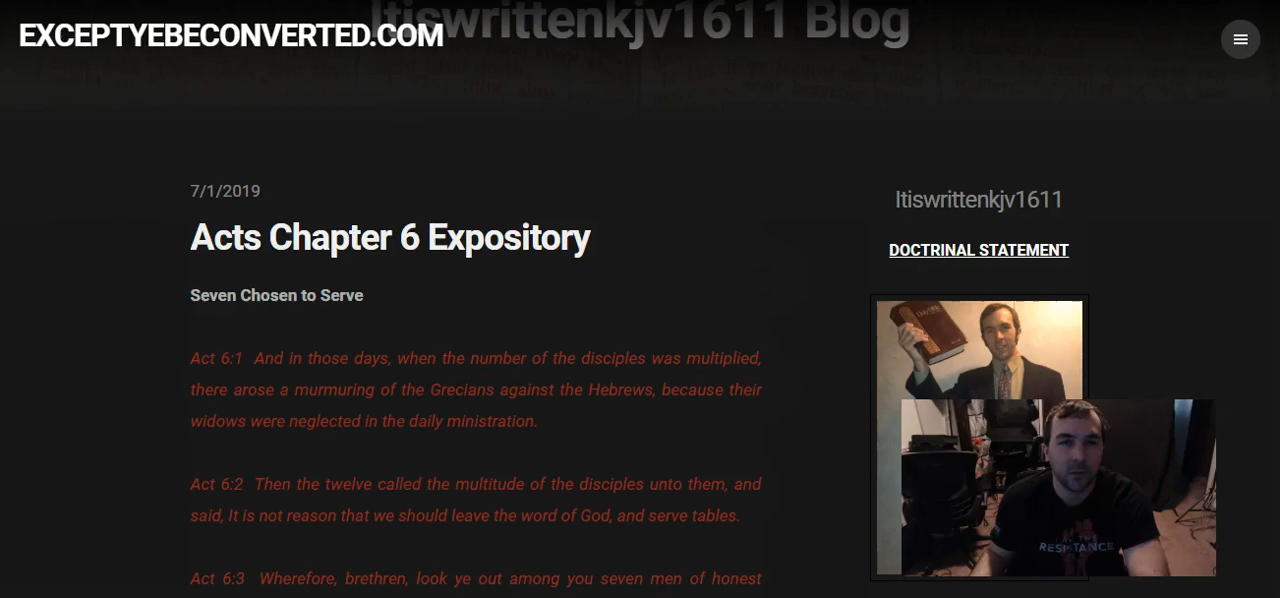 Itiswrittenkjv1611 Blog
EXCEPTYEBECONVERTED.COM
7/1/2019
Acts Chapter 6 Expository
Seven Chosen to Serve
Act 6:1 And in those days, when the number of the disciples was multiplied,
there arose a murmuring of the Grecians against the Hebrews, because their
widows were neglected in the daily ministration.
Act 6:2 Then the twelve called the multitude of the disciples unto them, and
said, It is not reason that we should leave the word of God, and serve tables.
Act 6:3 Wherefore, brethren, look ye out among you seven men of honest
Itiswrittenkjv1611
DOCTRINAL STATEMENT
RESISTANCE